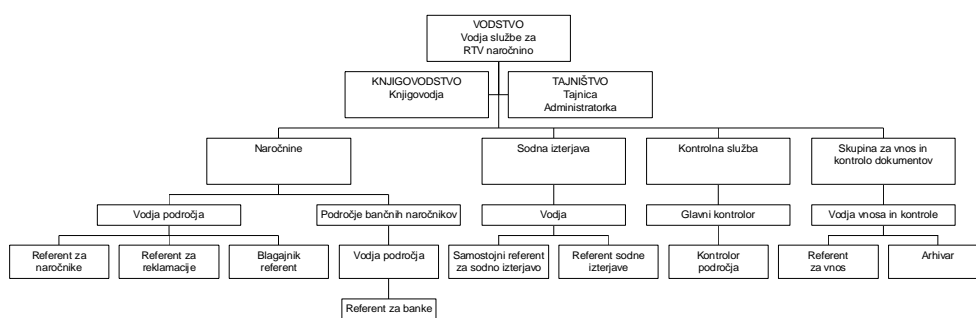 VODSTVO
Vodja službe za
RTV naročnino
KNJIGOVODSTVO
Knjigovodja
TAJNIŠTVO
Tajnica
Administratorka
Naročnine
Sodna izterjava
Kontrolna služba
Skupina za vnos in
kontrolo dokumentov
Vodja področja
Področje bančnih naročnikov
Vodja
Glavni kontrolor
Vodja vnosa in kontrole
Referent za
naročnike
Referent za
reklamacije
Blagajnik
referent
Vodja področja
Samostojni referent
za sodno izterjavo
Referent sodne
izterjave
Kontrolor
področja
Referent
za vnos
Arhivar
Referent za banke